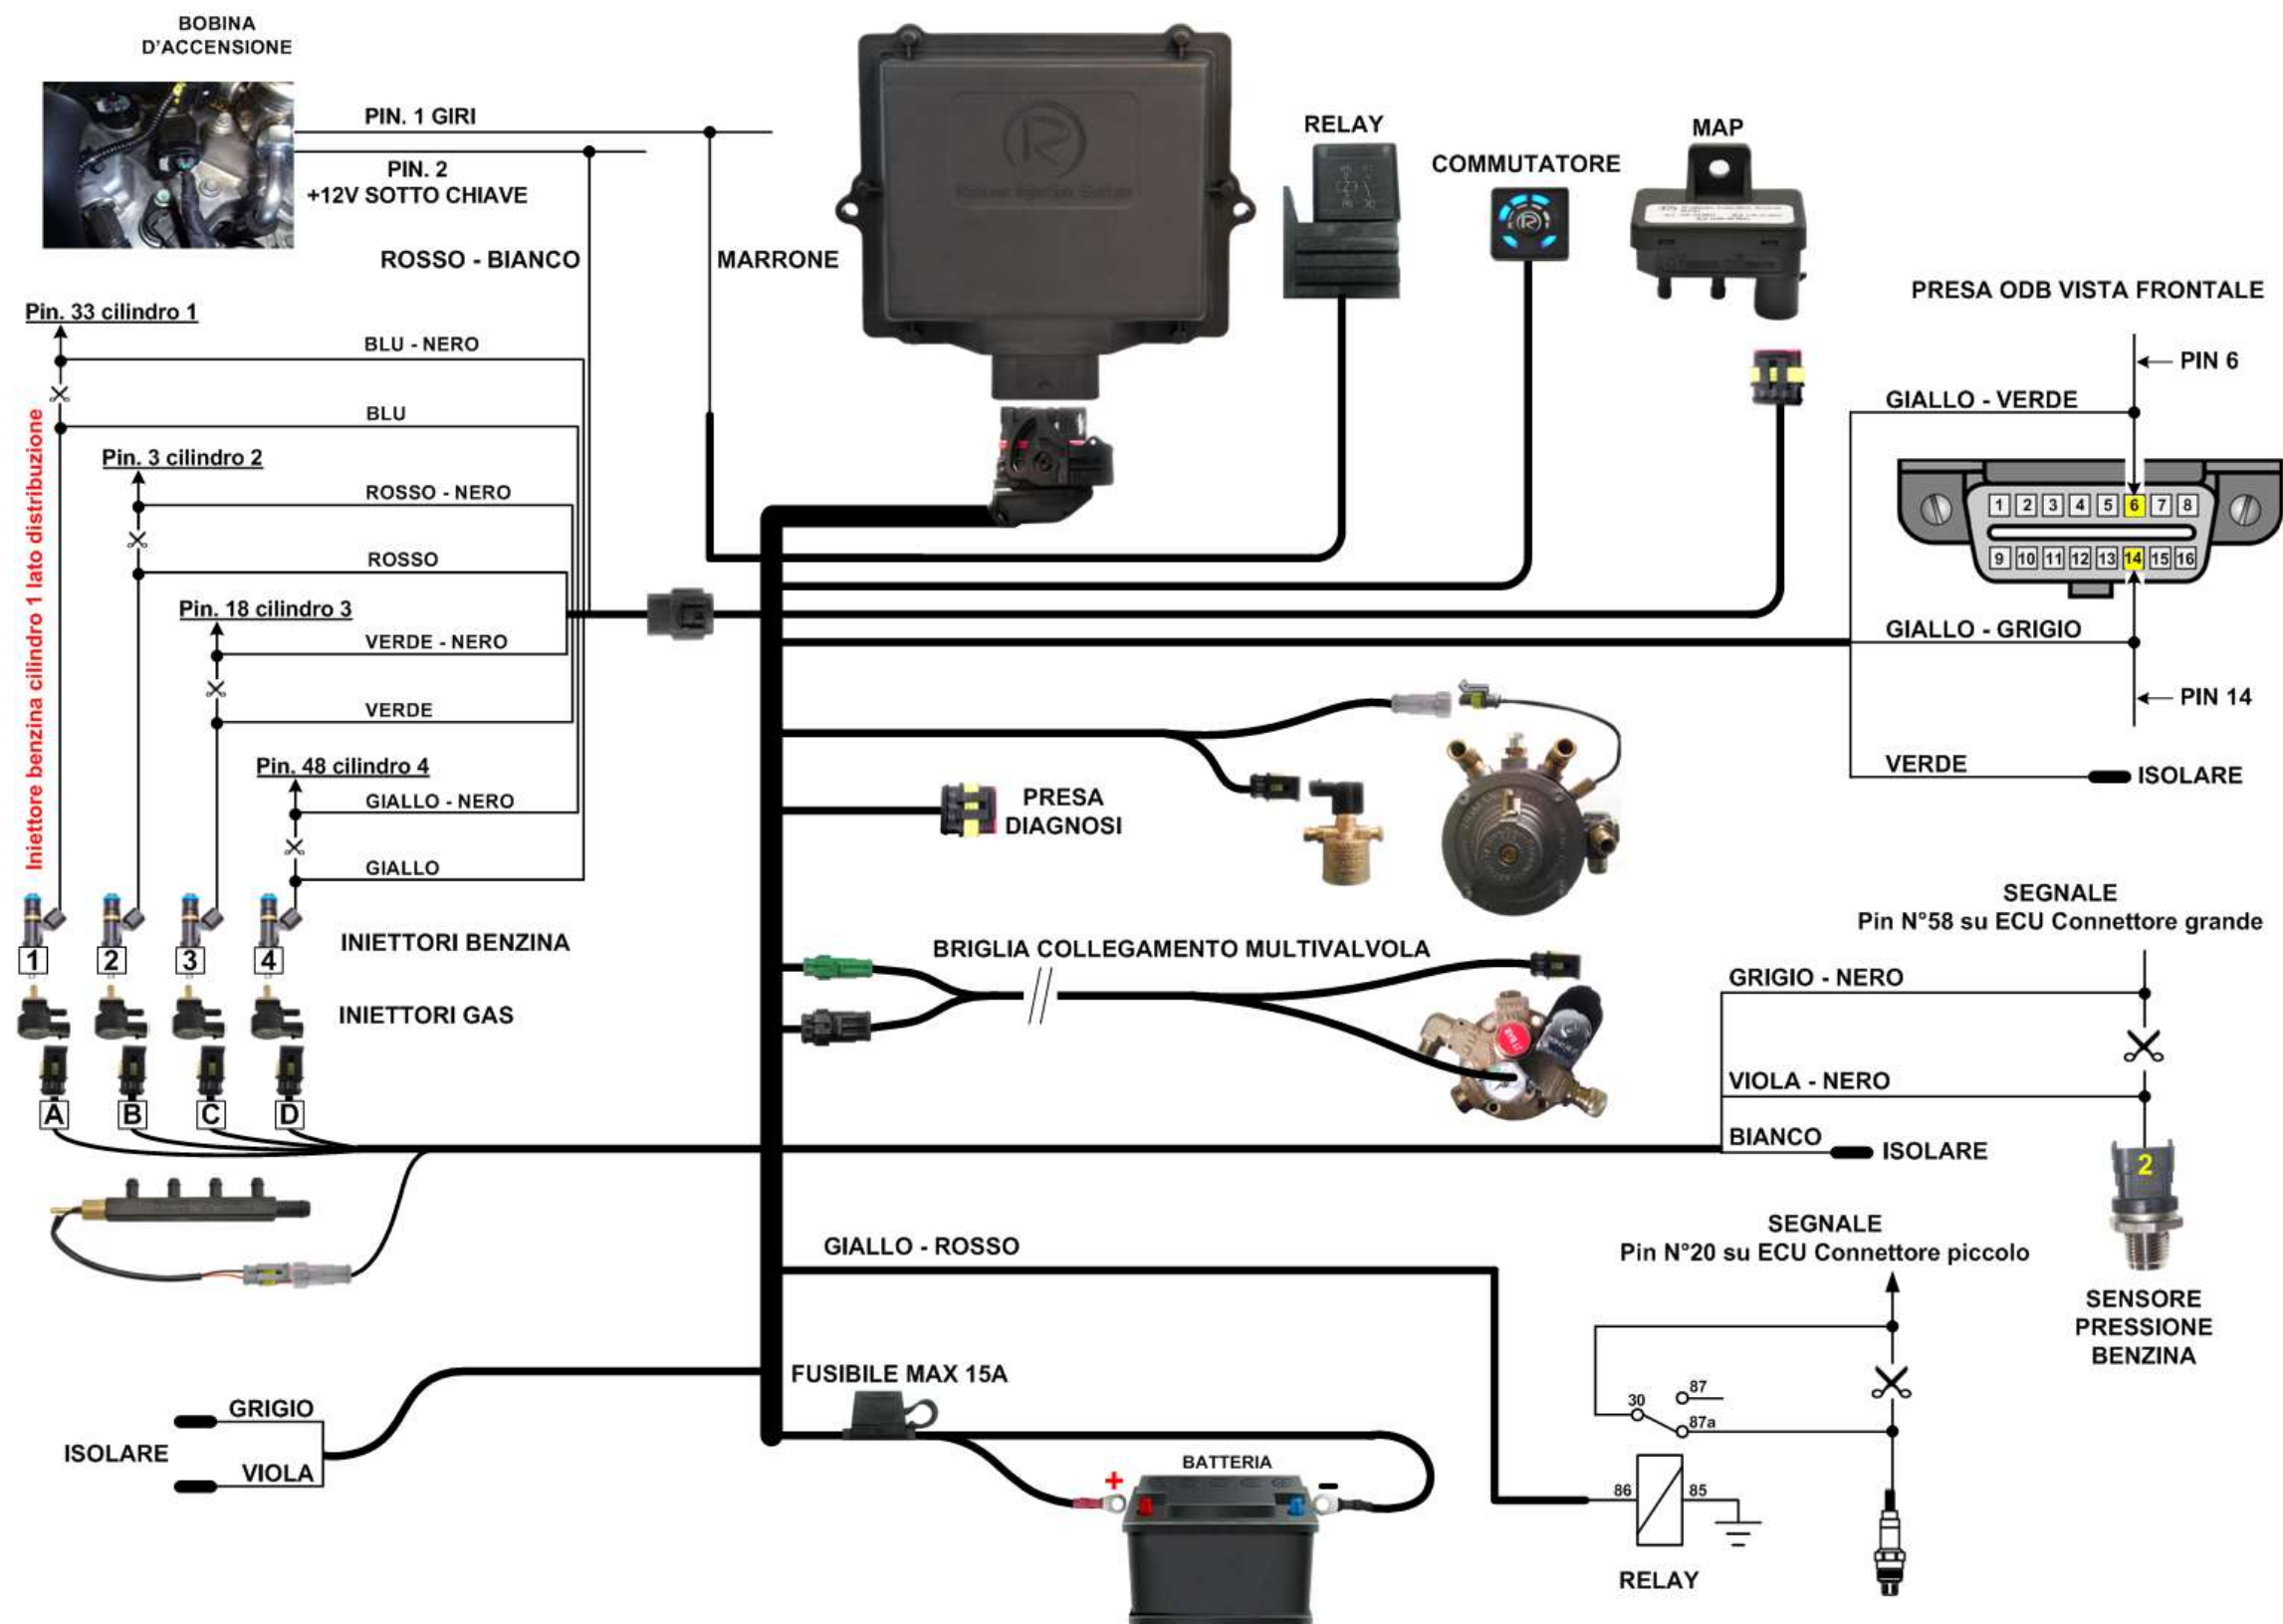 BOBINA
D'ACCENSIONE
PIN. 1 GIRI
PIN. 2
+12V SOTTO CHIAVE
ROSSO - BIANCO
MARRONE
RELAY
COMMUTATORE
MAP
PRESA ODB VISTA FRONTALE
PIN 6
GIALLO - VERDE
1 2 3 4 5 6 7 8
9 10 11 12 13 14 15 16
GIALLO - GRIGIO
PIN 14
VERDE
ISOLARE
Pin. 33 cilindro 1
BLU - NERO
BLU
Iniettore benzina cilindro 1 lato distribuzione
Pin. 3 cilindro 2
ROSSO - NERO
ROSSO
Pin. 18 cilindro 3
VERDE - NERO
VERDE
Pin. 48 cilindro 4
GIALLO - NERO
GIALLO
1 2 3 4
INIETTORI BENZINA
INIETTORI GAS
A B C D
PRESA
DIAGNOSI
BRIGLIA COLLEGAMENTO MULTIVALVOLA
SEGNALE
Pin N°58 su ECU Connettore grande
GRIGIO - NERO
VIOLA - NERO
BIANCO
ISOLARE
2
SENSORE
PRESSIONE
BENZINA
SEGNALE
Pin N°20 su ECU Connettore piccolo
GIALLO - ROSSO
30
87
87a
86
85
RELAY
FUSIBILE MAX 15A
BATTERIA
+
-
GRIGIO
ISOLARE
VIOLA